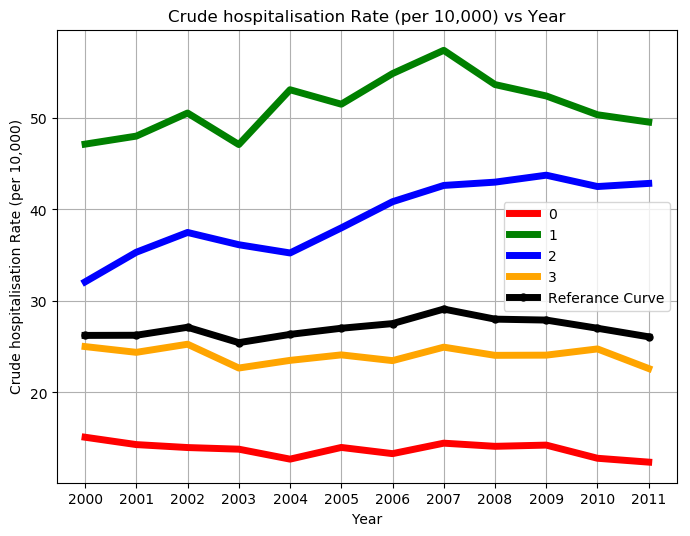 Crude hospitalisation Rate (per 10,000) vs Year
Crude hospitalisation Rate (per 10,000)
50
40
30
20
0
1
2
3
Referance Curve
2000 2001 2002 2003 2004 2005 2006 2007 2008 2009 2010 2011
Year